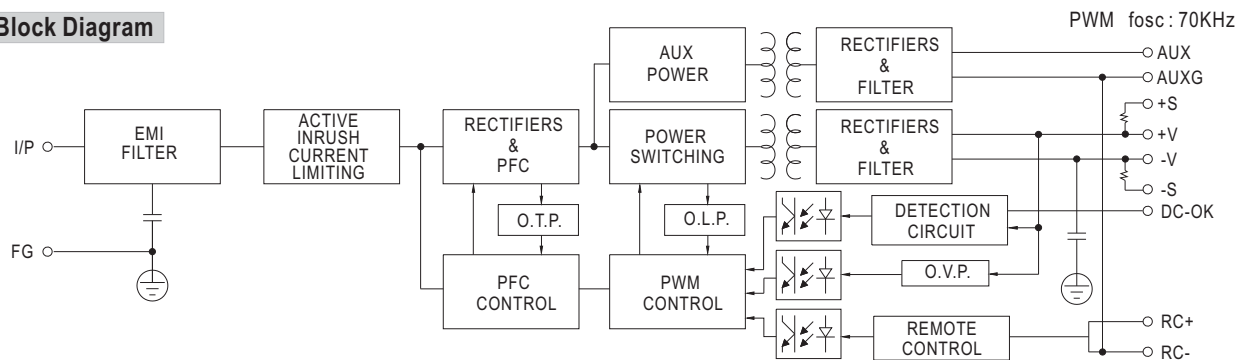 Block Diagram
PWM fosc : 70KHz
I/P
FG
EMI
FILTER
ACTIVE
INRUSH
CURRENT
LIMITING
RECTIFIERS
&
PFC
O.T.P.
PFC
CONTROL
AUX
POWER
POWER
SWITCHING
O.L.P.
PWM
CONTROL
RECTIFIERS
&
FILTER
RECTIFIERS
&
FILTER
DETECTION
CIRCUIT
O.V.P.
REMOTE
CONTROL
AUX
AUXG
+S
+V
-V
-S
DC-OK
RC+
RC-